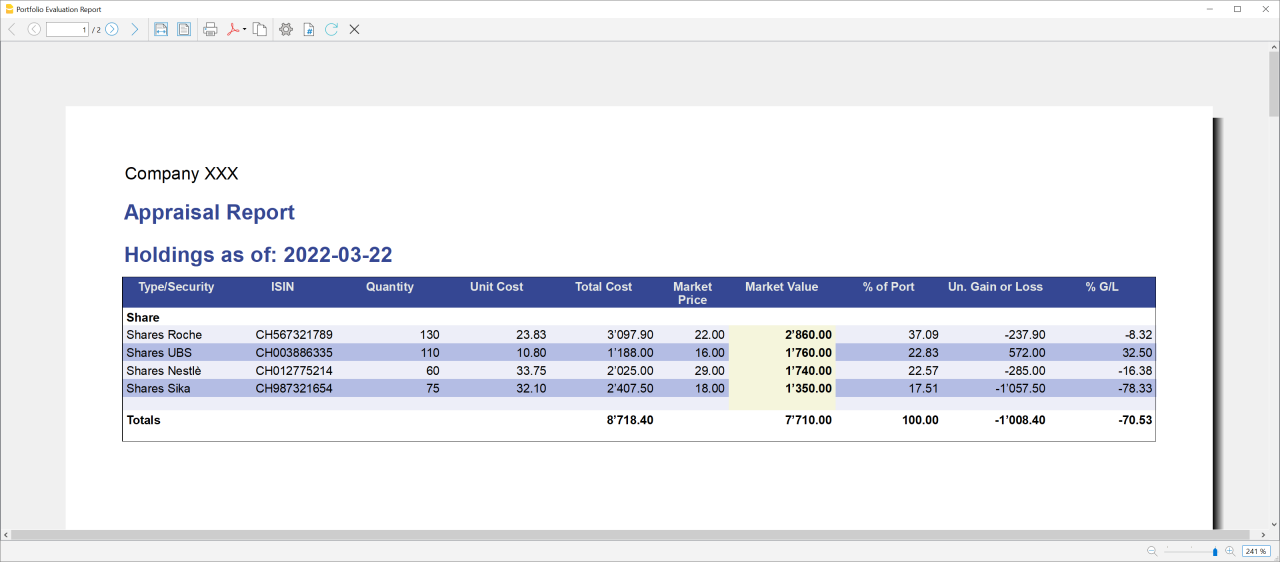 Portfolio Evaluation Report
1 / 2
Company XXX
Appraisal Report
Holdings as of: 2022-03-22
Type/Security ISIN Quantity Unit Cost Total Cost Market Price Market Value % of Port Un. Gain or Loss % G/L
Share
Shares Roche CH567321789 130 23.83 3’097.90 22.00 2’860.00 37.09 -237.90 -8.32
Shares UBS CH003886335 110 10.80 1’188.00 16.00 1’760.00 22.83 572.00 32.50
Shares Nestlè CH012775214 60 33.75 2’025.00 29.00 1’740.00 22.57 -285.00 -16.38
Shares Sika CH987321654 75 32.10 2’407.50 18.00 1’350.00 17.51 -1’057.50 -78.33
Totals 8’718.40 7’710.00 100.00 -1’008.40 -70.53
241 %